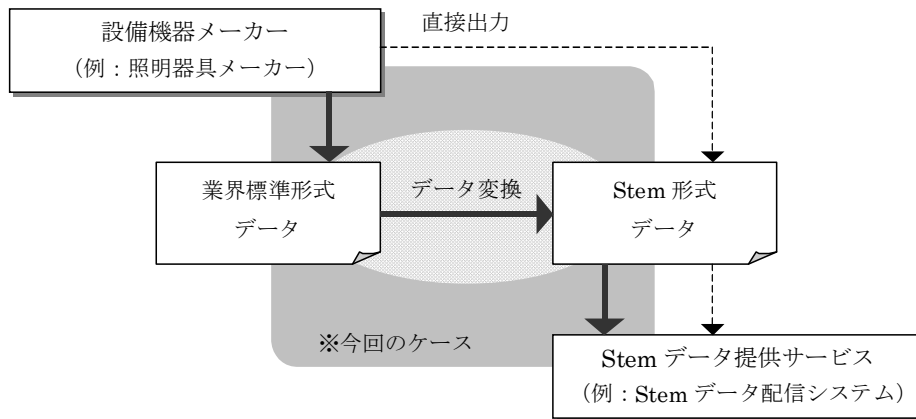 設備機器メーカー
（例：照明器具メーカー）
直接出力
業界標準形式
データ
データ変換
Stem 形式
データ
※今回のケース
Stem データ提供サービス
（例：Stem データ配信システム）